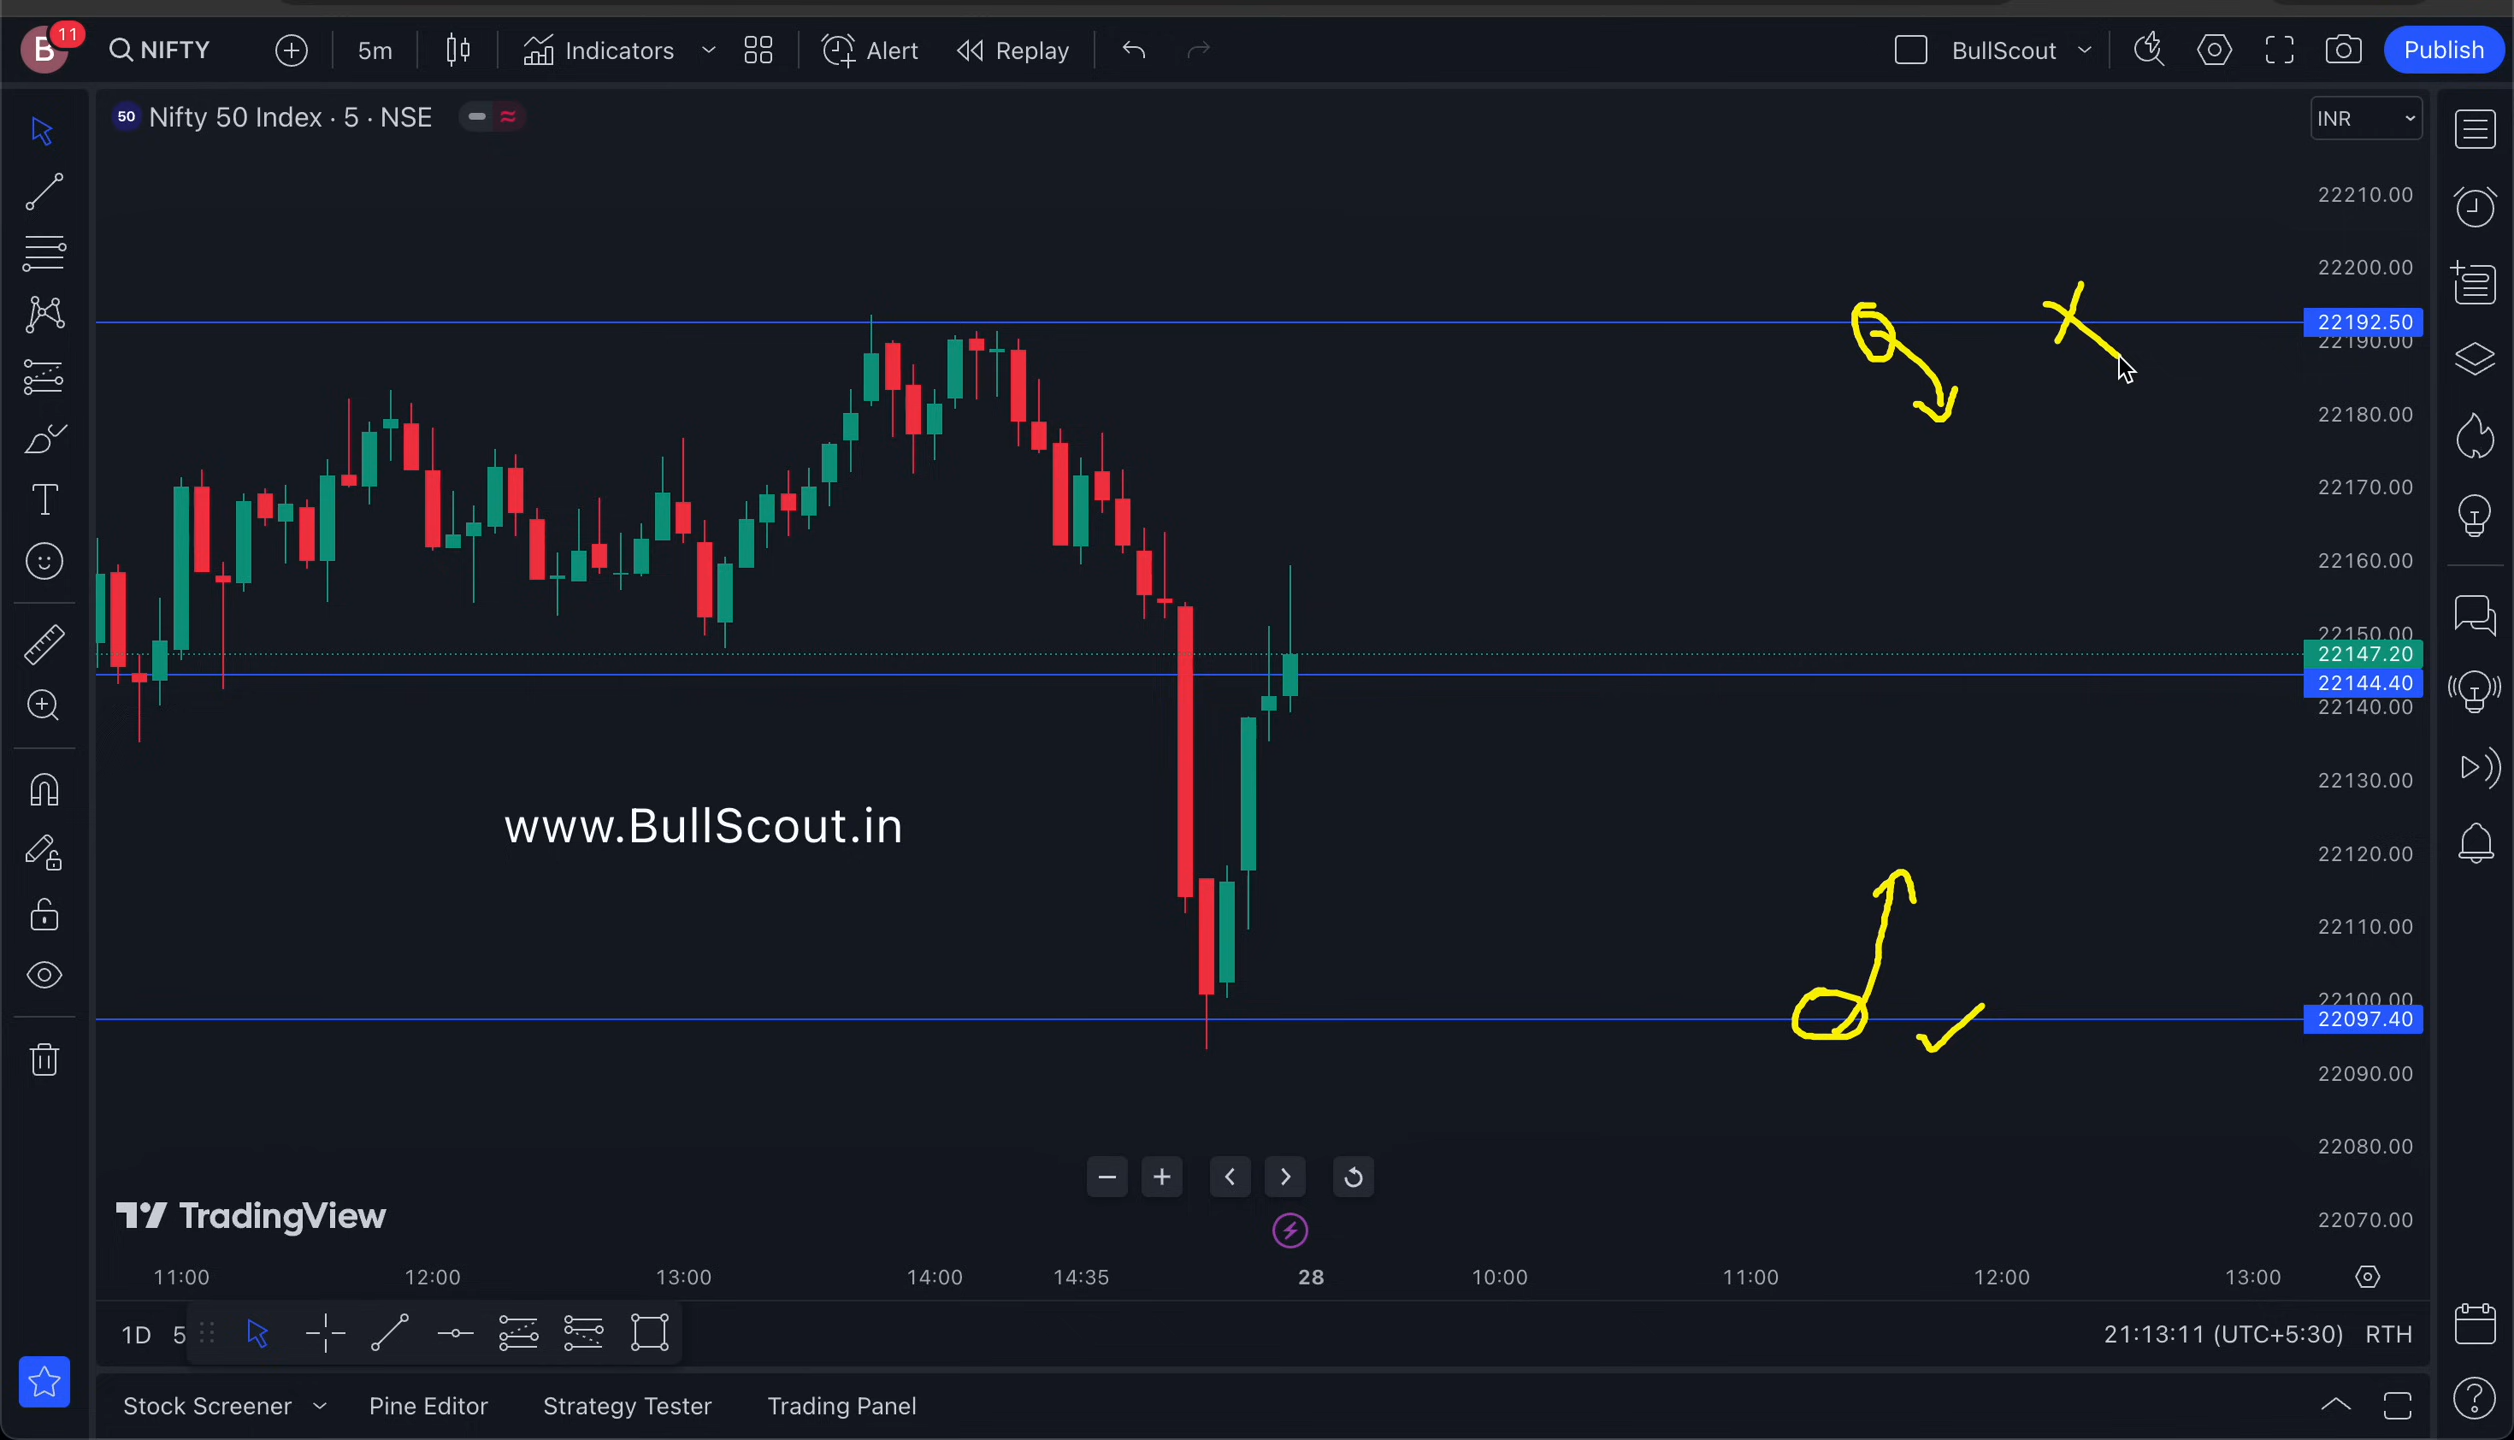 B 11 NIFTY 5m Indicators Alert Replay BullScout Publish
50 Nifty 50 Index · 5 · NSE INR
22210.00
22200.00
22192.50
22190.00
22180.00
22170.00
22160.00
22150.00
22147.20
22144.40
22140.00
22130.00
www.BullScout.in
22120.00
22110.00
22100.00
22097.40
22090.00
22080.00
TradingView
22070.00
11:00 12:00 13:00 14:00 14:35 28 10:00 11:00 12:00 13:00
1D 5 21:13:11 (UTC+5:30) RTH
Stock Screener Pine Editor Strategy Tester Trading Panel